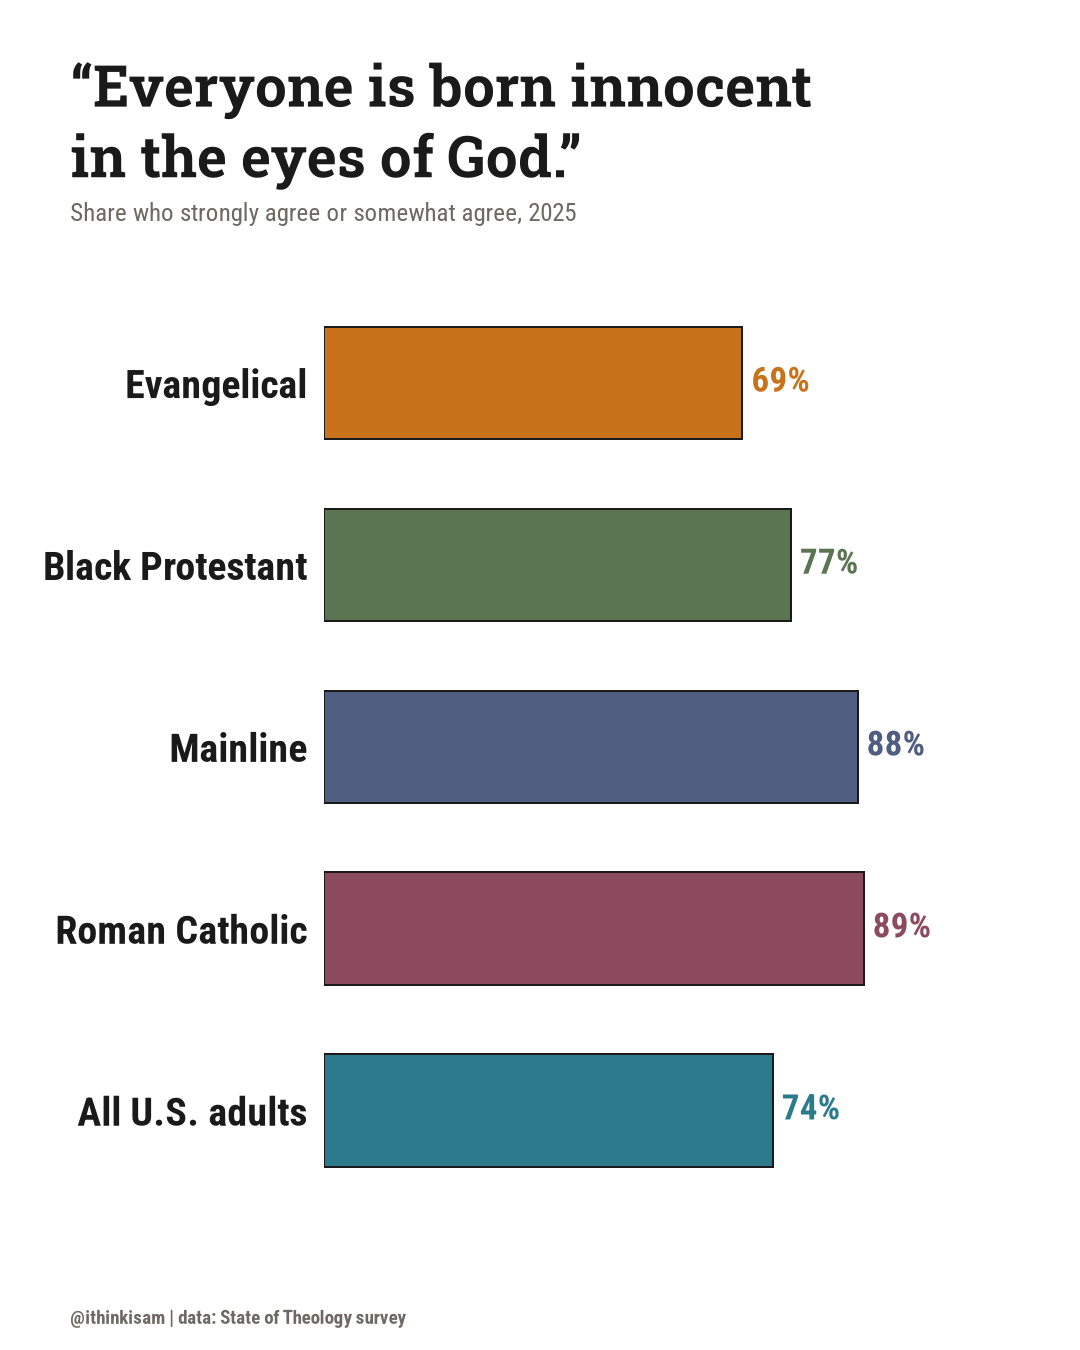 “Everyone is born innocent
in the eyes of God.”
Share who strongly agree or somewhat agree, 2025
Evangelical 69%
Black Protestant 77%
Mainline 88%
Roman Catholic 89%
All U.S. adults 74%
@ithinkisam | data: State of Theology survey